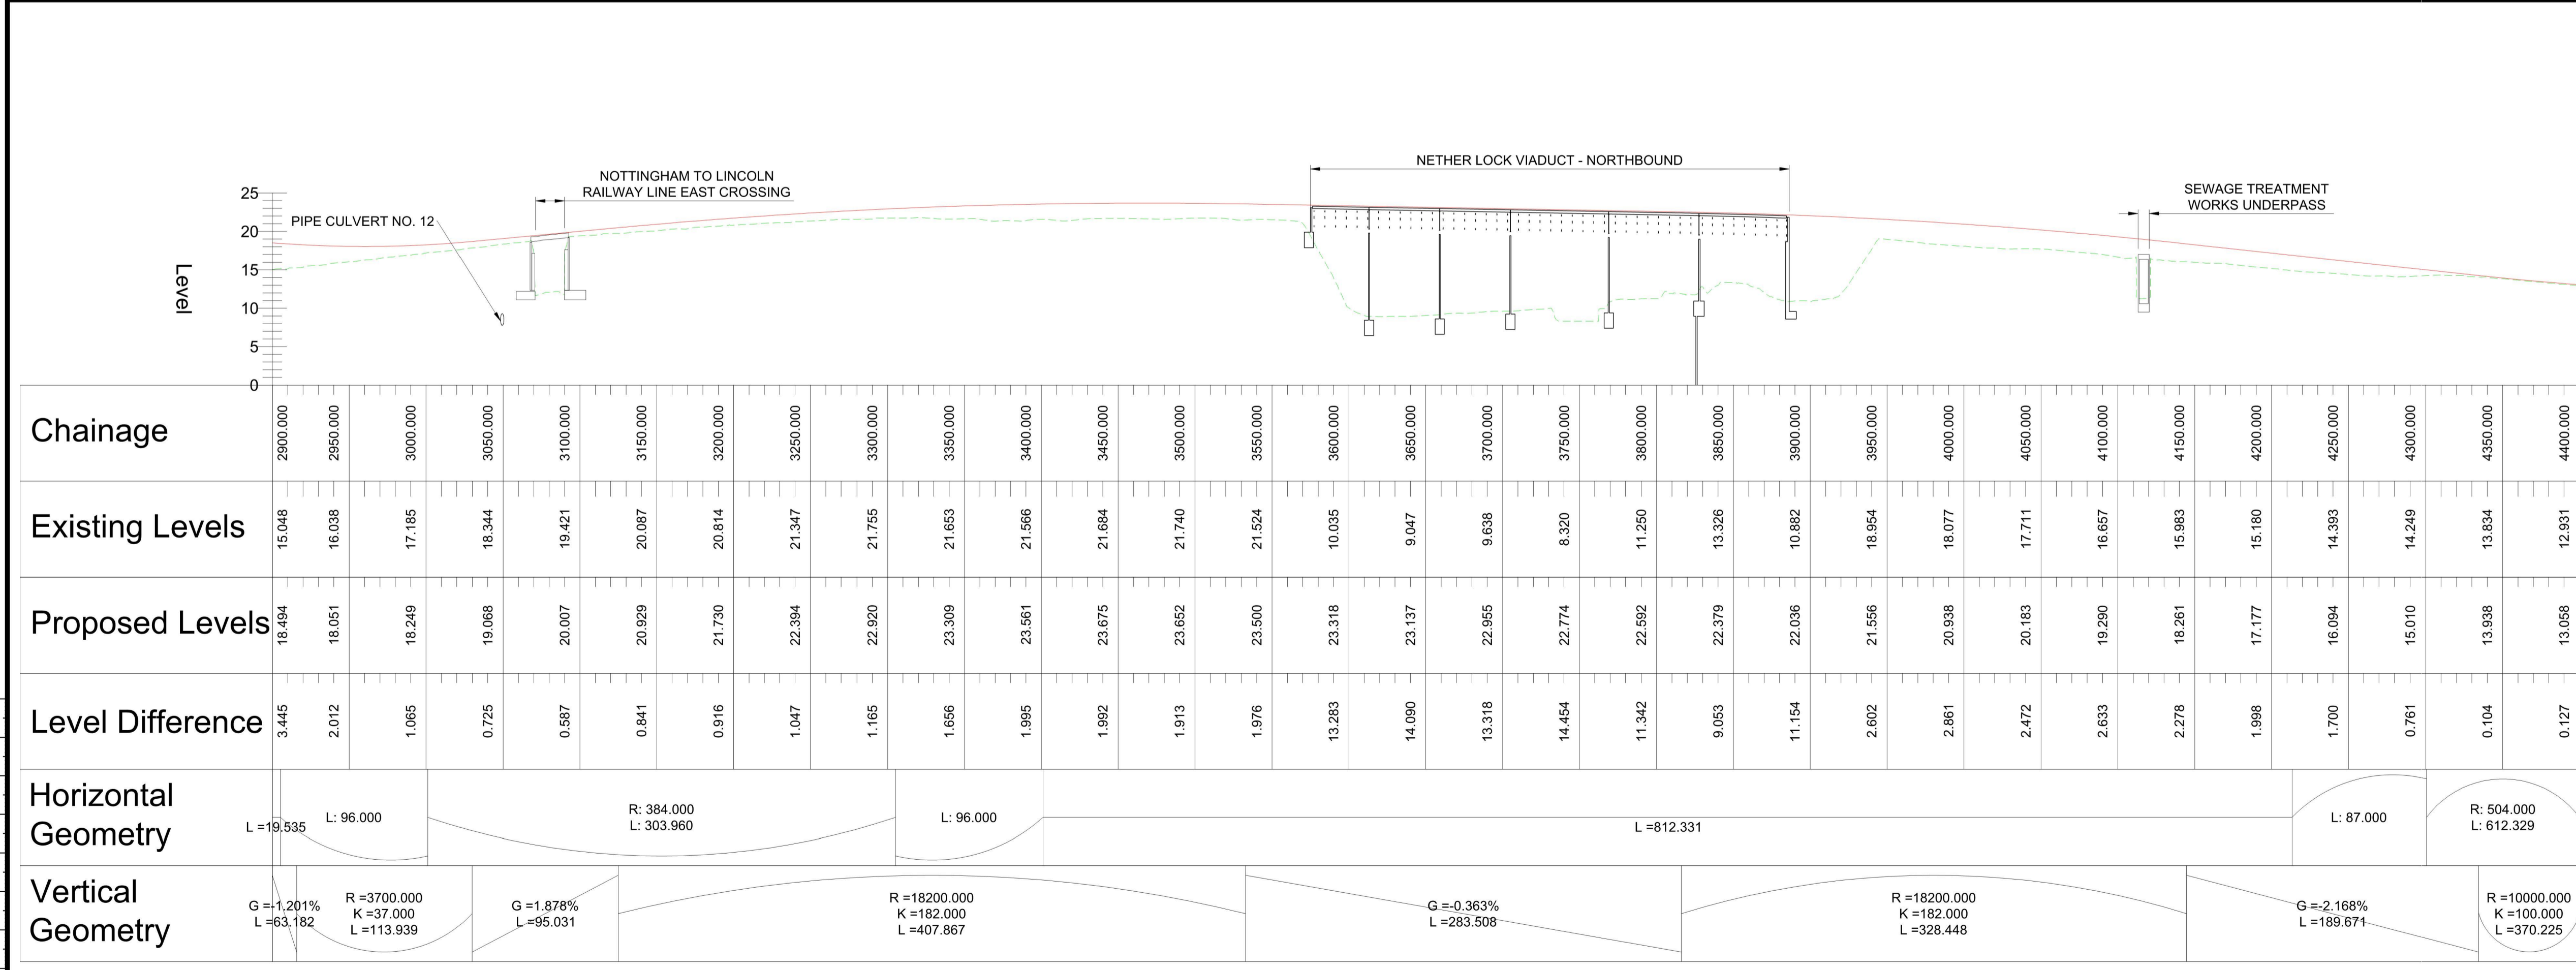 NOTTINGHAM TO LINCOLN
RAILWAY LINE EAST CROSSING
PIPE CULVERT NO. 12
NETHER LOCK VIADUCT - NORTHBOUND
SEWAGE TREATMENT
WORKS UNDERPASS
Level
25
20
15
10
5
0
Chainage
2900.000 2950.000 3000.000 3050.000 3100.000 3150.000 3200.000 3250.000 3300.000 3350.000 3400.000 3450.000 3500.000 3550.000 3600.000 3650.000 3700.000 3750.000 3800.000 3850.000 3900.000 3950.000 4000.000 4050.000 4100.000 4150.000 4200.000 4250.000 4300.000 4350.000 4400.000
Existing Levels
15.048 16.038 17.185 18.344 19.421 20.087 20.814 21.347 21.755 21.653 21.566 21.684 21.740 21.524 10.035 9.047 9.638 8.320 11.250 13.326 10.882 18.954 18.077 17.711 16.657 15.983 15.180 14.393 14.249 13.834 12.931
Proposed Levels
18.494 18.051 18.249 19.068 20.007 20.929 21.730 22.394 22.920 23.309 23.561 23.675 23.652 23.500 23.318 23.137 22.955 22.774 22.592 22.379 22.036 21.556 20.938 20.183 19.290 18.261 17.177 16.094 15.010 13.938 13.058
Level Difference
3.445 2.012 1.065 0.725 0.587 0.841 0.916 1.047 1.165 1.656 1.995 1.992 1.913 1.976 13.283 14.090 13.318 14.454 11.342 9.053 11.154 2.602 2.861 2.472 2.633 2.278 1.998 1.700 0.761 0.104 0.127
Horizontal
Geometry
L =19.535
L: 96.000
R: 384.000
L: 303.960
L: 96.000
L =812.331
L: 87.000
R: 504.000
L: 612.329
Vertical
Geometry
G =-1.201%
L =63.182
R =3700.000
K =37.000
L =113.939
G =1.878%
L =95.031
R =18200.000
K =182.000
L =407.867
G =-0.363%
L =283.508
R =18200.000
K =182.000
L =328.448
G =-2.168%
L =189.671
R =10000.000
K =100.000
L =370.225